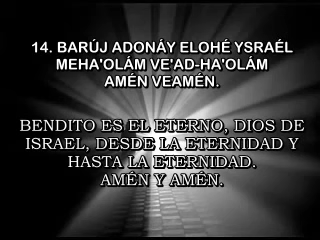 14. BARÚJ ADONÁY ELOHÉ YSRAÉL
MEHA'OLÁM VE'AD-HA'OLÁM
AMÉN VEAMÉN.
BENDITO ES EL ETERNO, DIOS DE
ISRAEL, DESDE LA ETERNIDAD Y
HASTA LA ETERNIDAD.
AMÉN Y AMÉN.